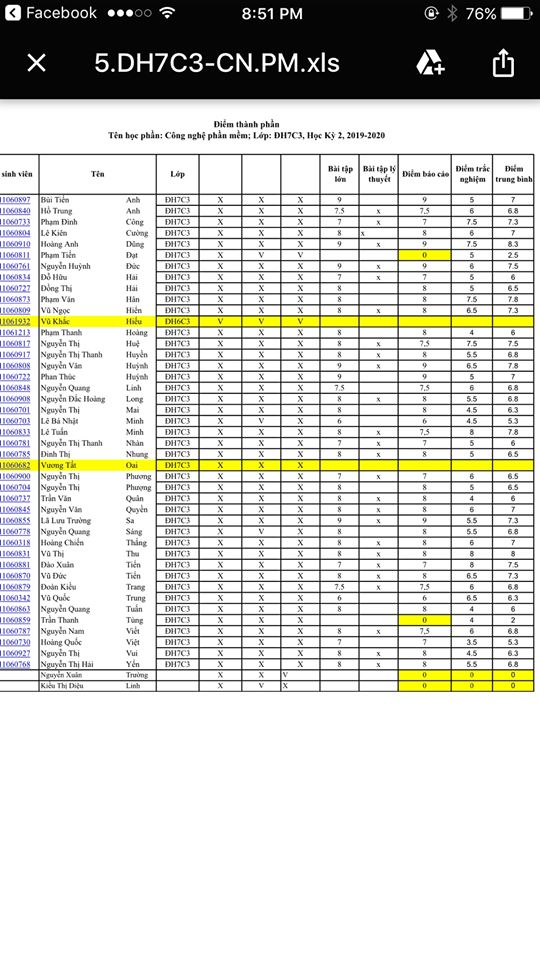 Facebook 8:51 PM 76%
5.DH7C3-CN.PM.xls
Điểm thành phần
Tên học phần: Công nghệ phần mềm; Lớp: ĐH7C3, Học Kỳ 2, 2019-2020
sinh viên Tên Lớp Bài tập lớn Bài tập lý thuyết Điểm báo cáo Điểm trắc nghiệm Điểm trung bình
11060897 Bùi Tiến Anh ĐH7C3 X X X 9 9 5 7
11060840 Hồ Trung Anh ĐH7C3 X X X 7.5 x 7,5 6 6.8
11060733 Phạm Đình Công ĐH7C3 X X X 7 x 7 7.5 7.3
11060804 Lê Kiên Cường ĐH7C3 X X X 8 x 8 6 7
11060910 Hoàng Anh Dũng ĐH7C3 X X X 9 x 9 7.5 8.3
11060811 Phạm Tiến Đạt ĐH7C3 X V V 0 5 2.5
11060761 Nguyễn Huỳnh Đức ĐH7C3 X X X 9 x 9 6 7.5
11060834 Đỗ Hữu Hải ĐH7C3 X X X 7 x 7 5 6
11060727 Đồng Thị Hải ĐH7C3 X X X 8 8 5 6.5
11060873 Phạm Văn Hân ĐH7C3 X X X 8 8 7.5 7.8
11060809 Vũ Ngọc Hiên ĐH7C3 X X X 8 x 8 6.5 7.3
11061932 Vũ Khắc Hiếu ĐH6C3 V V V
11061213 Phạm Thanh Hoàng ĐH7C3 X X X 8 8 4 6
11060817 Nguyễn Thị Huệ ĐH7C3 X X X 8 x 7,5 7.5 7.5
11060917 Nguyễn Thị Thanh Huyền ĐH7C3 X X X 8 x 8 5.5 6.8
11060808 Nguyễn Văn Huỳnh ĐH7C3 X X X 9 x 9 6.5 7.8
11060722 Phan Thúc Huỳnh ĐH7C3 X X X 9 9 5 7
11060848 Nguyễn Quang Linh ĐH7C3 X X X 7.5 7,5 6 6.8
11060908 Nguyễn Đắc Hoàng Long ĐH7C3 X X X 8 x 8 5.5 6.8
11060701 Nguyễn Thị Mai ĐH7C3 X X X 8 8 4.5 6.3
11060703 Lê Bá Nhật Minh ĐH7C3 X V X 6 6 4.5 5.3
11060833 Lê Tuấn Minh ĐH7C3 X X X 8 x 7,5 8 7.8
11060781 Nguyễn Thị Thanh Nhàn ĐH7C3 X X X 7 x 7 5 6
11060785 Đinh Thị Nhung ĐH7C3 X X X 8 x 8 5 6.5
11060682 Vương Tất Oai ĐH7C3 X X X
11060900 Nguyễn Thị Phương ĐH7C3 X X X 7 x 7 6 6.5
11060704 Nguyễn Thị Phượng ĐH7C3 X X X 8 8 5 6.5
11060737 Trần Văn Quân ĐH7C3 X X X 8 x 8 4 6
11060845 Nguyễn Văn Quyền ĐH7C3 X X X 8 x 8 6 7
11060855 Lã Lưu Trường Sa ĐH7C3 X X X 9 x 9 5.5 7.3
11060778 Nguyễn Quang Sáng ĐH7C3 X V X 8 8 5.5 6.8
11060318 Hoàng Chiến Thắng ĐH7C3 X X X 8 x 8 6 7
11060831 Vũ Thị Thu ĐH7C3 X X X 8 x 8 8 8
11060881 Đào Xuân Tiến ĐH7C3 X X X 7 x 7 8 7.5
11060870 Vũ Đức Tiến ĐH7C3 X X X 8 x 8 6.5 7.3
11060879 Đoàn Kiều Trang ĐH7C3 X X X 7.5 x 7,5 6 6.8
11060342 Vũ Quốc Trung ĐH7C3 X X X 6 6 6.5 6.3
11060863 Nguyễn Quang Tuấn ĐH7C3 X X X 8 8 4 6
11060859 Trần Thanh Tùng ĐH7C3 X X X 0 4 2
11060787 Nguyễn Nam Viết ĐH7C3 X X X 8 x 7,5 6 6.8
11060730 Hoàng Quốc Việt ĐH7C3 X X X 7 7 3.5 5.3
11060927 Nguyễn Thị Vui ĐH7C3 X X X 8 x 8 4.5 6.3
11060768 Nguyễn Thị Hải Yến ĐH7C3 X X X 8 x 8 5.5 6.8
Nguyễn Xuân Trường X X V 0 0 0
Kiều Thị Diệu Linh X V X 0 0 0